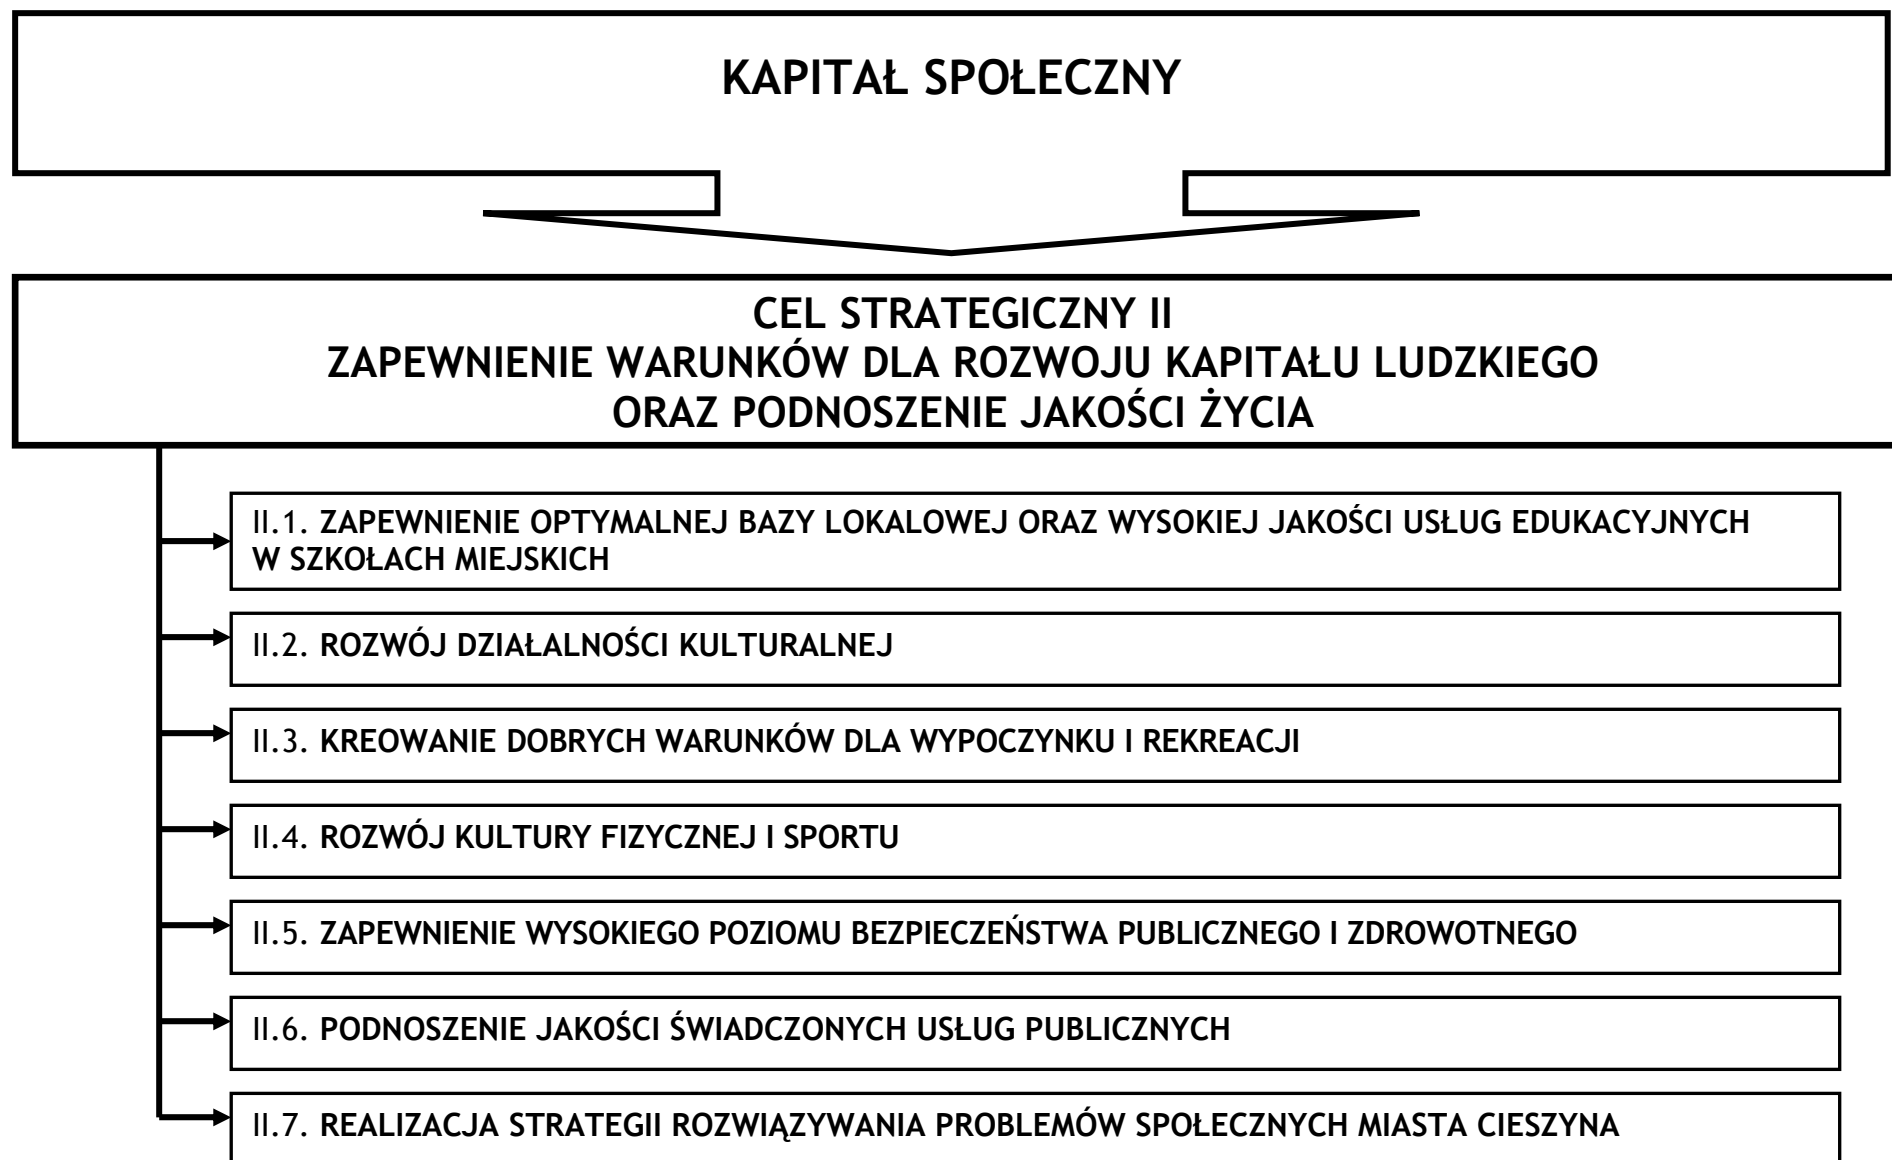 KAPITAŁ SPOŁECZNY
CEL STRATEGICZNY II
ZAPEWNIENIE WARUNKÓW DLA ROZWOJU KAPITAŁU LUDZKIEGO
ORAZ PODNOSZENIE JAKOŚCI ŻYCIA
II.1. ZAPEWNIENIE OPTYMALNEJ BAZY LOKALOWEJ ORAZ WYSOKIEJ JAKOŚCI USŁUG EDUKACYJNYCH
W SZKOŁACH MIEJSKICH
II.2. ROZWÓJ DZIAŁALNOŚCI KULTURALNEJ
II.3. KREOWANIE DOBRYCH WARUNKÓW DLA WYPOCZYNKU I REKREACJI
II.4. ROZWÓJ KULTURY FIZYCZNEJ I SPORTU
II.5. ZAPEWNIENIE WYSOKIEGO POZIOMU BEZPIECZEŃSTWA PUBLICZNEGO I ZDROWOTNEGO
II.6. PODNOSZENIE JAKOŚCI ŚWIADCZONYCH USŁUG PUBLICZNYCH
II.7. REALIZACJA STRATEGII ROZWIĄZYWANIA PROBLEMÓW SPOŁECZNYCH MIASTA CIESZYNA